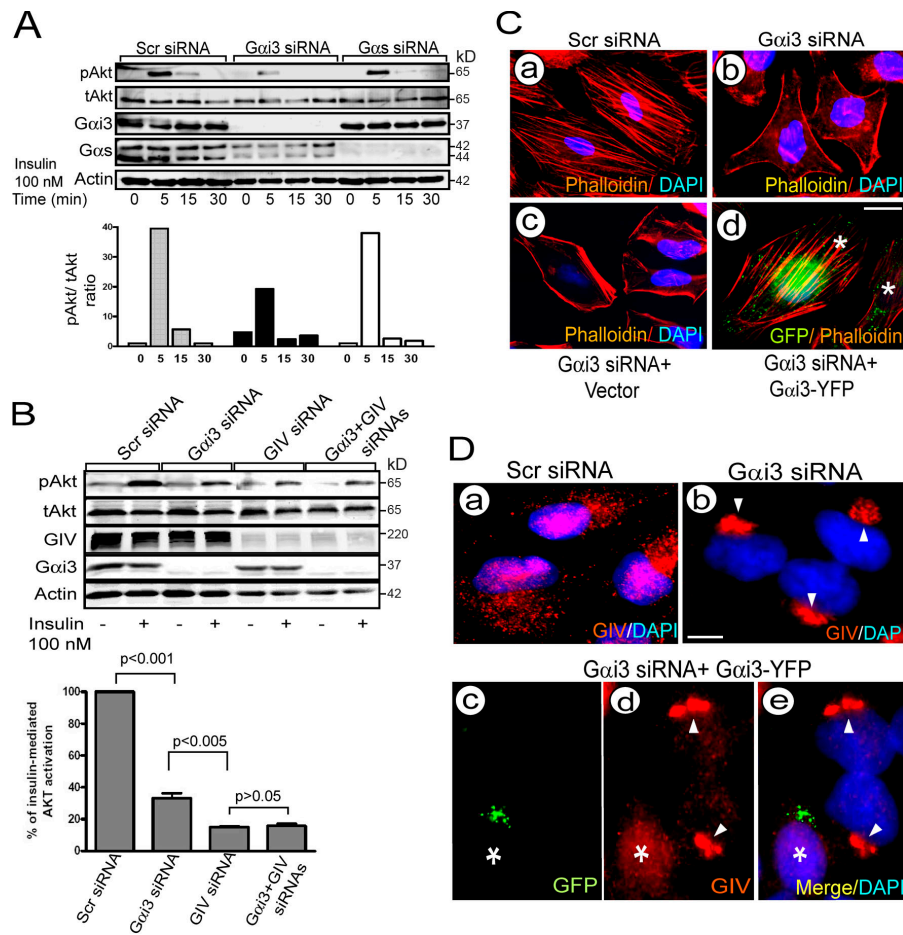 A
Scr siRNA Gαi3 siRNA Gαs siRNA kD
pAkt 65
tAkt 65
Gαi3 37
Gαs 42
44
Actin 42
Insulin
100 nM
Time (min) 0 5 15 30 0 5 15 30 0 5 15 30
pAkt/ tAkt
ratio
40
20
0
0 5 15 30 0 5 15 30 0 5 15 30
B
Scr siRNA
Gαi3 siRNA
GIV siRNA
Gαi3+GIV
siRNAs
kD
pAkt 65
tAkt 65
GIV 220
Gαi3 37
Actin 42
Insulin
100 nM
- + - + - + - +
% of insulin-mediated
AKT activation
100
80
60
40
20
0
p<0.001
p<0.005
p>0.05
Scr siRNA
Gαi3 siRNA
GIV siRNA
Gαi3+GIV
siRNAs
C
Scr siRNA Gαi3 siRNA
a
Phalloidin/ DAPI
b
Phalloidin/ DAPI
c
Phalloidin/ DAPI
d
* *
GFP/ Phalloidin
Gαi3 siRNA+
Vector
Gαi3 siRNA+
Gαi3-YFP
D
Scr siRNA Gαi3 siRNA
a
GIV/DAPI
b
GIV/DAPI
Gαi3 siRNA+ Gαi3-YFP
c
*
GFP
d
*
GIV
e
*
Merge/DAPI